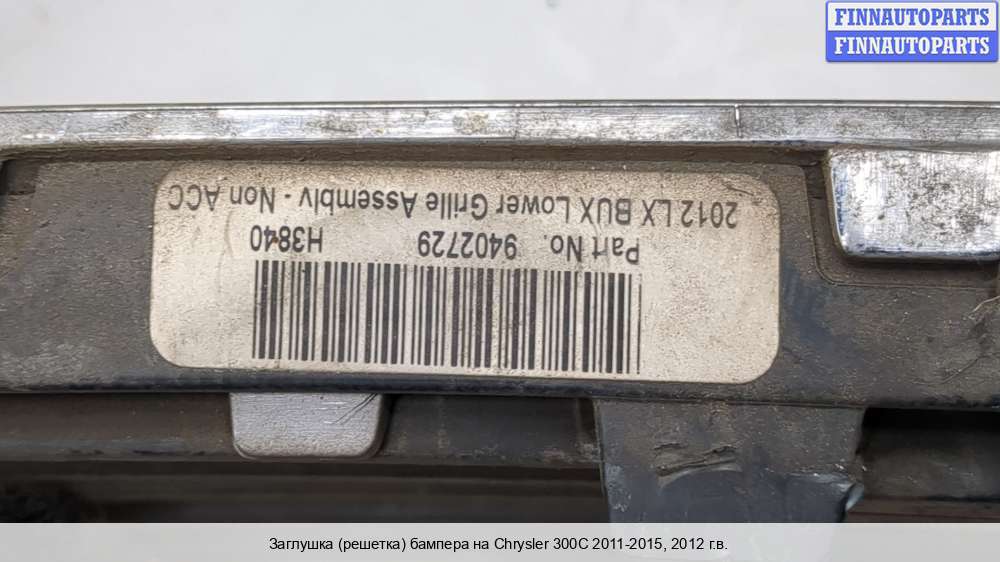 FINNAUTOPARTS
FINNAUTOPARTS
2012 LX BUX Lower Grille Assembly - Non ACC
Part No. 9402729 H3840
Заглушка (решетка) бампера на Chrysler 300C 2011-2015, 2012 г.в.